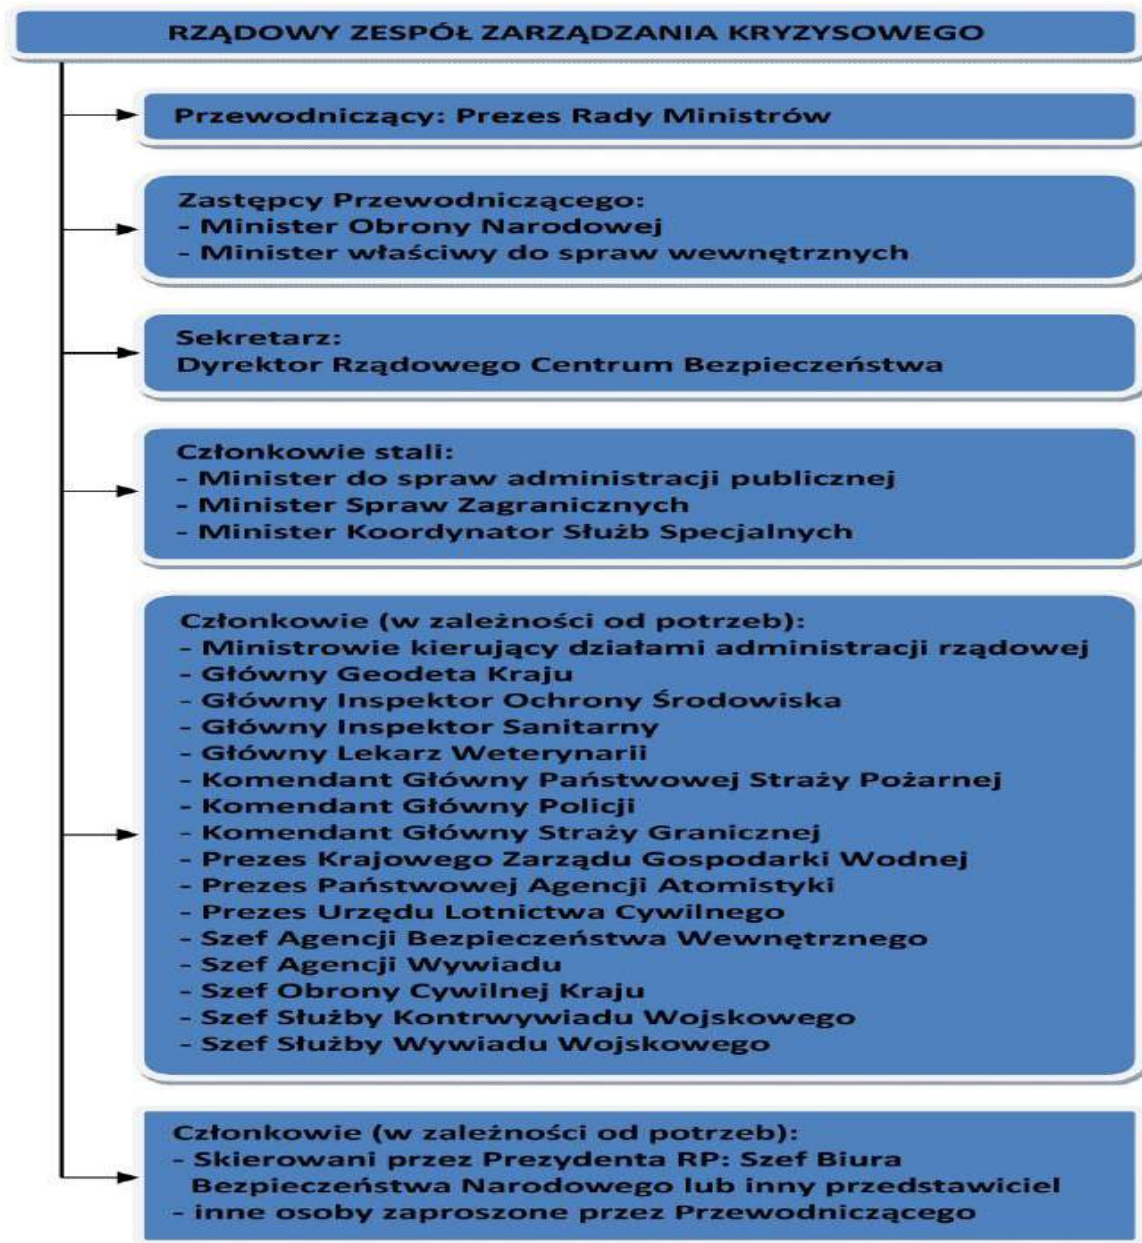 RZĄDOWY ZESPÓŁ ZARZĄDZANIA KRYZYSOWEGO
Przewodniczący: Prezes Rady Ministrów
Zastępcy Przewodniczącego:
- Minister Obrony Narodowej
- Minister właściwy do spraw wewnętrznych
Sekretarz:
Dyrektor Rządowego Centrum Bezpieczeństwa
Członkowie stali:
- Minister do spraw administracji publicznej
- Minister Spraw Zagranicznych
- Minister Koordynator Służb Specjalnych
Członkowie (w zależności od potrzeb):
- Ministrowie kierujący działami administracji rządowej
- Główny Geodeta Kraju
- Główny Inspektor Ochrony Środowiska
- Główny Inspektor Sanitarny
- Główny Lekarz Weterynarii
- Komendant Główny Państwowej Straży Pożarnej
- Komendant Główny Policji
- Komendant Główny Straży Granicznej
- Prezes Krajowego Zarządu Gospodarki Wodnej
- Prezes Państwowej Agencji Atomistyki
- Prezes Urzędu Lotnictwa Cywilnego
- Szef Agencji Bezpieczeństwa Wewnętrznego
- Szef Agencji Wywiadu
- Szef Obrony Cywilnej Kraju
- Szef Służby Kontrwywiadu Wojskowego
- Szef Służby Wywiadu Wojskowego
Członkowie (w zależności od potrzeb):
- Skierowani przez Prezydenta RP: Szef Biura
Bezpieczeństwa Narodowego lub inny przedstawiciel
- inne osoby zaproszone przez Przewodniczącego